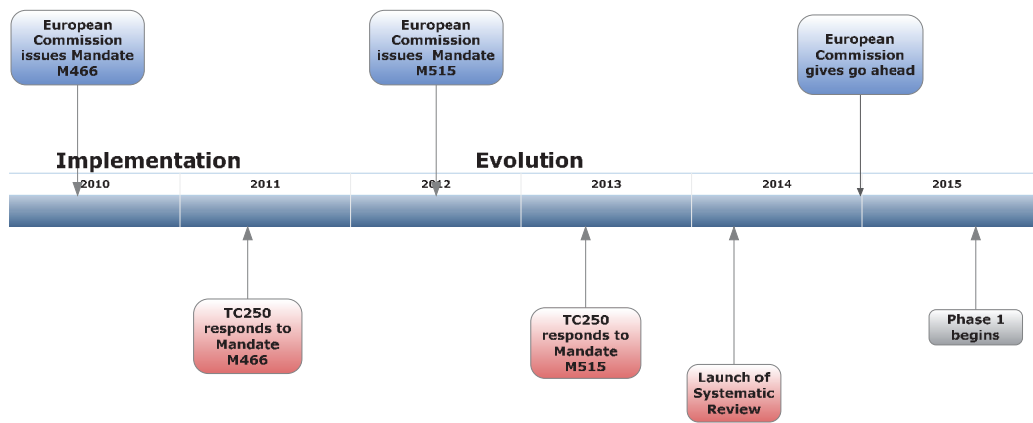 European
Commission
issues Mandate
M466
European
Commission
issues  Mandate
M515
European
Commission
gives go ahead
Implementation
Evolution
2010
2011
2012
2013
2014
2015
TC250
responds to
Mandate
M466
TC250
responds to
Mandate
M515
Launch of
Systematic
Review
Phase 1
begins